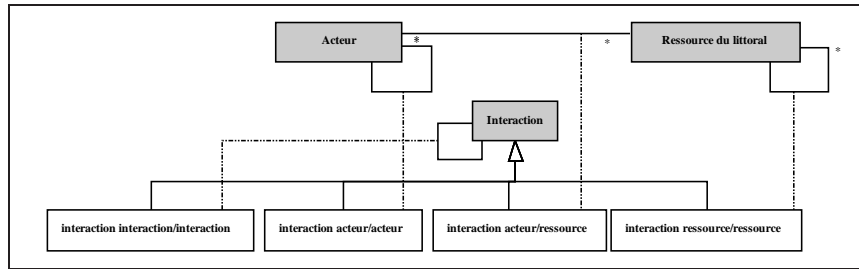 Acteur
*
*
Ressource du littoral
*
Interaction
interaction interaction/interaction
interaction acteur/acteur
interaction acteur/ressource
interaction ressource/ressource